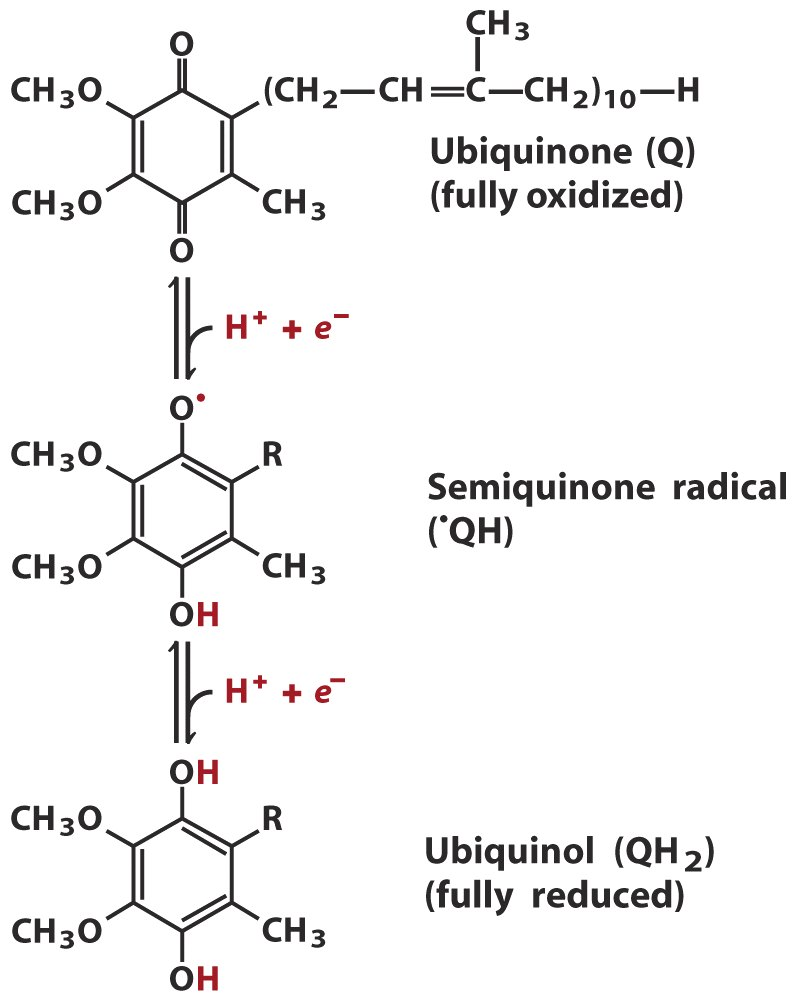 CH₃
O
CH₃O (CH₂—CH=C—CH₂)₁₀—H
Ubiquinone (Q)
CH₃O CH₃ (fully oxidized)
O
H⁺ + e⁻
O•
CH₃O R
Semiquinone radical
(•QH)
CH₃O CH₃
OH
H⁺ + e⁻
OH
CH₃O R
Ubiquinol (QH₂)
(fully reduced)
CH₃O CH₃
OH